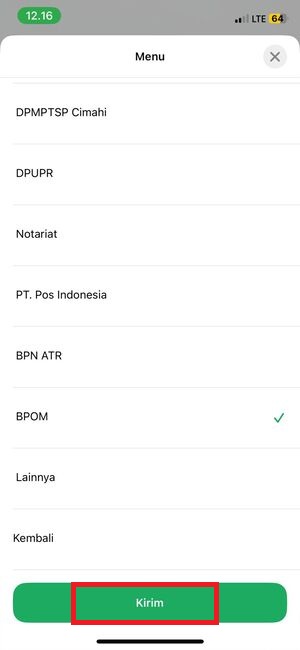 12.16
LTE 64
Menu
DPMPTSP Cimahi
DPUPR
Notariat
PT. Pos Indonesia
BPN ATR
BPOM
Lainnya
Kembali
Kirim